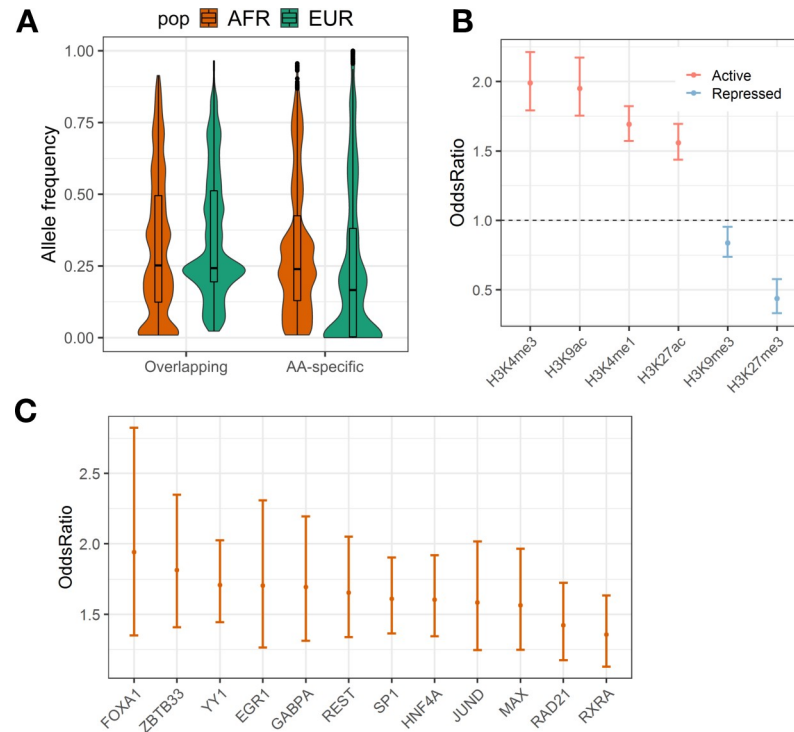 A
pop AFR EUR
1.00
0.75
0.50
0.25
0.00
Allele frequency
Overlapping AA-specific
B
2.0
1.5
1.0
0.5
OddsRatio
Active
Repressed
H3K4me3 H3K9ac H3K4me1 H3K27ac H3K9me3 H3K27me3
C
2.5
2.0
1.5
OddsRatio
FOXA1 ZBTB33 YY1 EGR1 GABPA REST SP1 HNF4A JUND MAX RAD21 RXRA